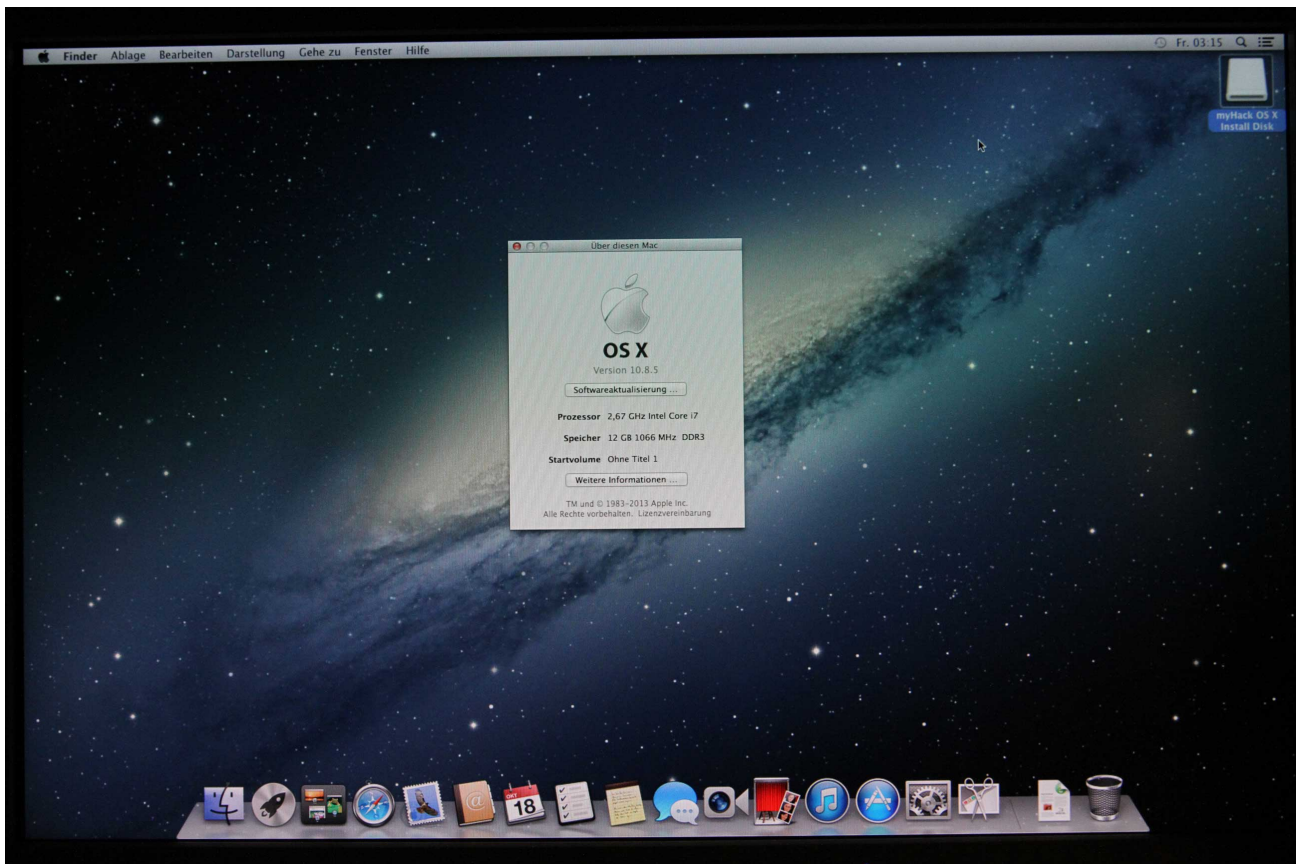 Finder Ablage Bearbeiten Darstellung Gehe zu Fenster Hilfe
Fr. 03:15
myHack OS X
Install Disk
Über diesen Mac
OS X
Version 10.8.5
Softwareaktualisierung ...
Prozessor 2,67 GHz Intel Core i7
Speicher 12 GB 1066 MHz DDR3
Startvolume Ohne Titel 1
Weitere Informationen ...
TM und © 1983–2013 Apple Inc.
Alle Rechte vorbehalten. Lizenzvereinbarung
@
OKT
18